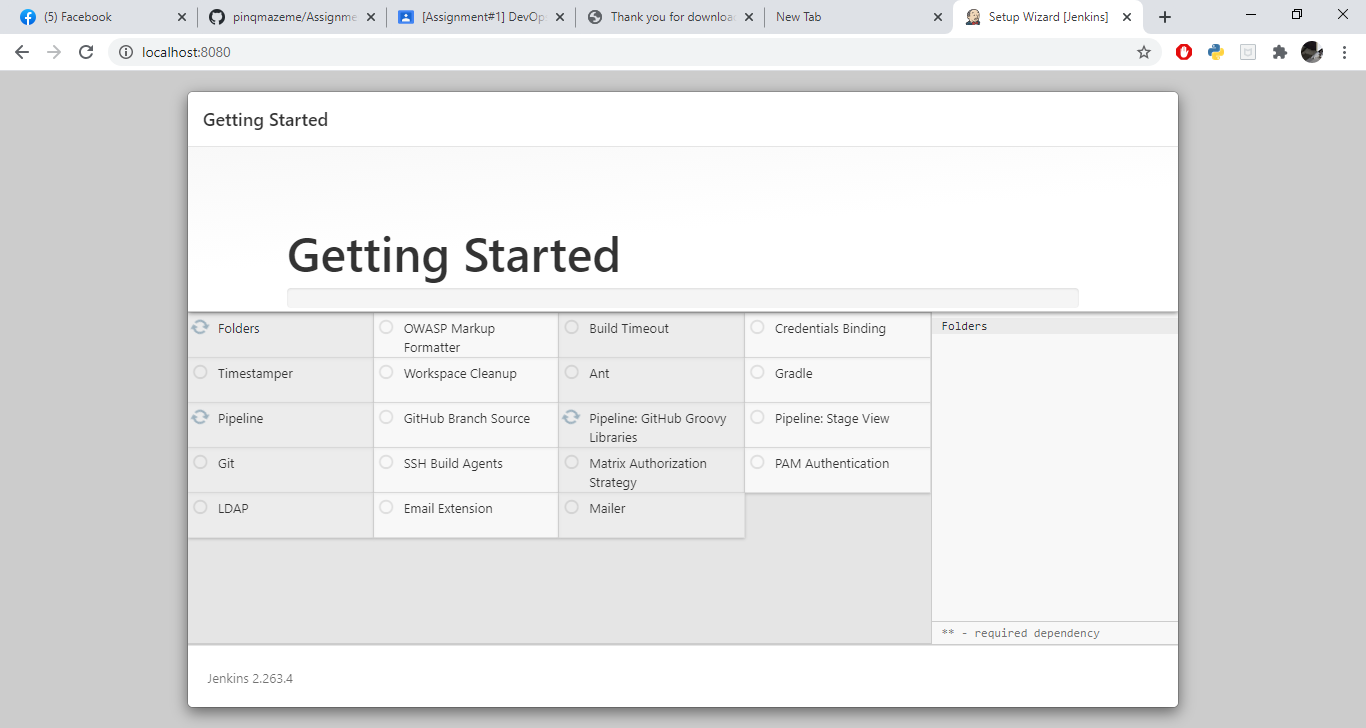 (5) Facebook
pinqmazeme/Assignme
[Assignment#1] DevOp
Thank you for downloa
New Tab
Setup Wizard [Jenkins]
localhost:8080
Getting Started
Getting Started
Folders
OWASP Markup
Formatter
Build Timeout
Credentials Binding
Folders
Timestamper
Workspace Cleanup
Ant
Gradle
Pipeline
GitHub Branch Source
Pipeline: GitHub Groovy
Libraries
Pipeline: Stage View
Git
SSH Build Agents
Matrix Authorization
Strategy
PAM Authentication
LDAP
Email Extension
Mailer
** - required dependency
Jenkins 2.263.4